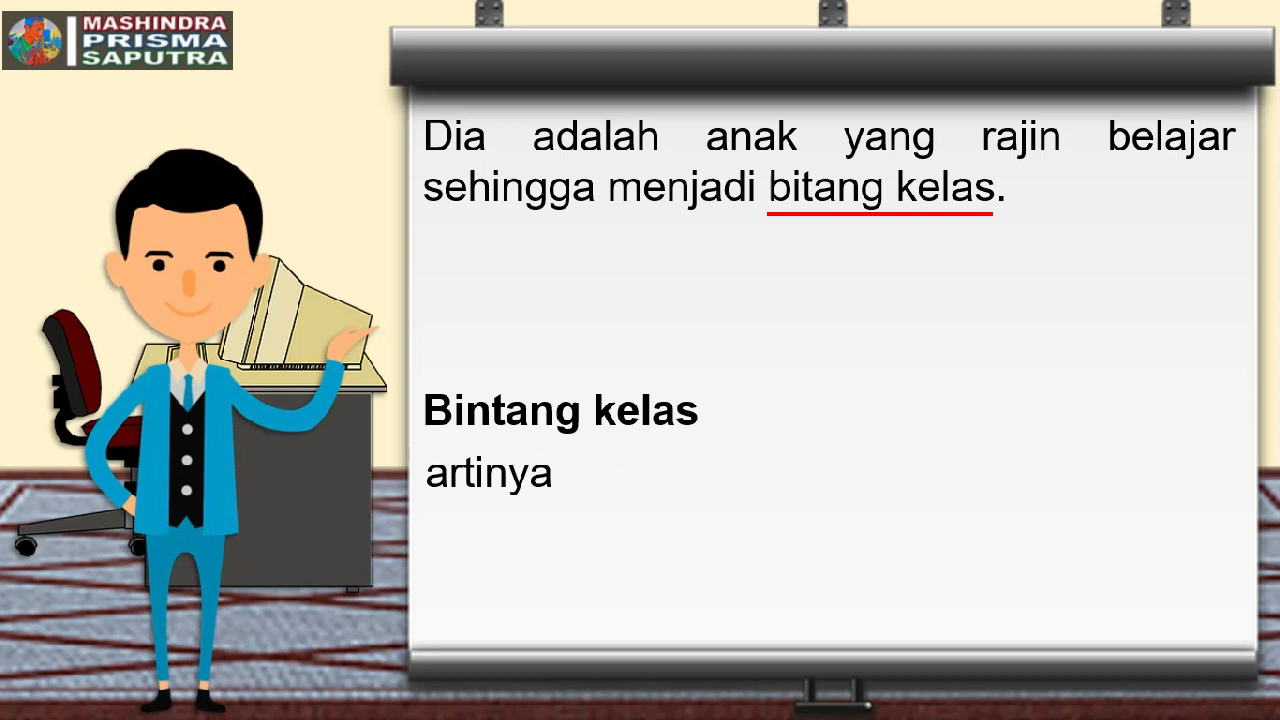 MASHINDRA
PRISMA
SAPUTRA
Dia adalah anak yang rajin belajar
sehingga menjadi bitang kelas.
Bintang kelas
artinya